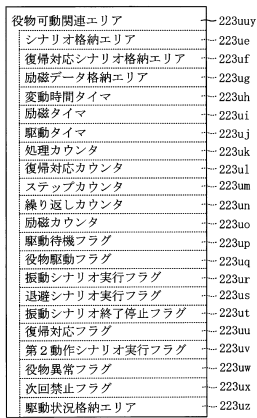 役物可動関連エリア 223uuy
シナリオ格納エリア 223ue
復帰対応シナリオ格納エリア 223uf
励磁データ格納エリア 223ug
変動時間タイマ 223uh
励磁タイマ 223ui
駆動タイマ 223uj
処理カウンタ 223uk
復帰対応カウンタ 223ul
ステップカウンタ 223um
繰り返しカウンタ 223un
励磁カウンタ 223uo
駆動待機フラグ 223up
役物駆動フラグ 223uq
振動シナリオ実行フラグ 223ur
退避シナリオ実行フラグ 223us
振動シナリオ終了停止フラグ 223ut
復帰対応フラグ 223uu
第2動作シナリオ実行フラグ 223uv
役物異常フラグ 223uw
次回禁止フラグ 223ux
駆動状況格納エリア 223uz